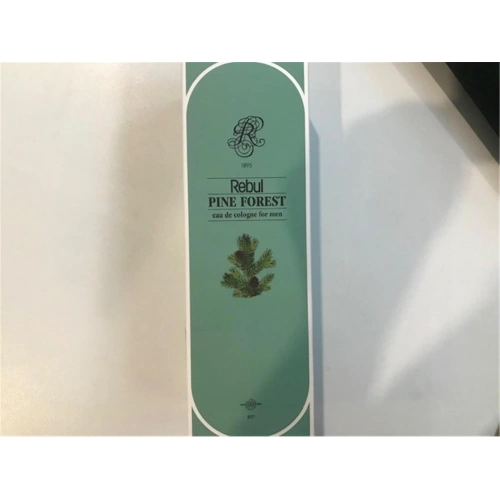 R
1895
Rebul
PINE FOREST
eau de cologne for men